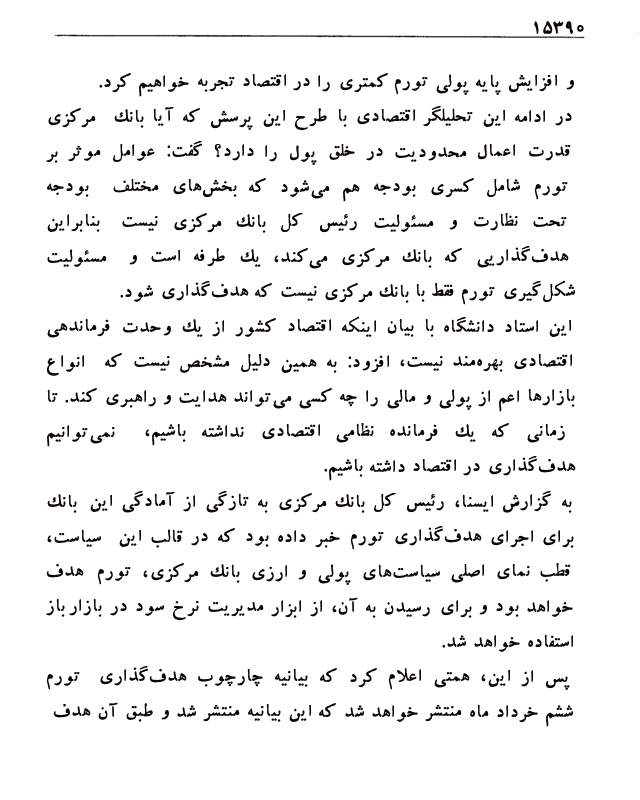 ۱۵۳۹۰
و افزایش پایه پولی تورم کمتری را در اقتصاد تجربه خواهیم کرد.
در ادامه این تحلیلگر اقتصادی با طرح این پرسش که آیا بانك مرکزی
قدرت اعمال محدودیت در خلق پول را دارد؟ گفت: عوامل موثر بر
تورم شامل کسری بودجه هم می‌شود که بخش‌های مختلف بودجه
تحت نظارت و مسئولیت رئیس کل بانك مرکزی نیست بنابراین
هدف‌گذاریی که بانك مرکزی می‌کند، یك طرفه است و مسئولیت
شکل‌گیری تورم فقط با بانك مرکزی نیست که هدف‌گذاری شود.
این استاد دانشگاه با بیان اینکه اقتصاد کشور از یك وحدت فرماندهی
اقتصادی بهره‌مند نیست، افزود: به همین دلیل مشخص نیست که انواع
بازارها اعم از پولی و مالی را چه کسی می‌تواند هدایت و راهبری کند. تا
زمانی که یك فرمانده نظامی اقتصادی نداشته باشیم، نمی‌توانیم
هدف‌گذاری در اقتصاد داشته باشیم.
به گزارش ایسنا، رئیس کل بانك مرکزی به تازگی از آمادگی این بانك
برای اجرای هدف‌گذاری تورم خبر داده بود که در قالب این سیاست،
قطب نمای اصلی سیاست‌های پولی و ارزی بانك مرکزی، تورم هدف
خواهد بود و برای رسیدن به آن، از ابزار مدیریت نرخ سود در بازار باز
استفاده خواهد شد.
پس از این، همتی اعلام کرد که بیانیه چارچوب هدف‌گذاری تورم
ششم خرداد ماه منتشر خواهد شد که این بیانیه منتشر شد و طبق آن هدف